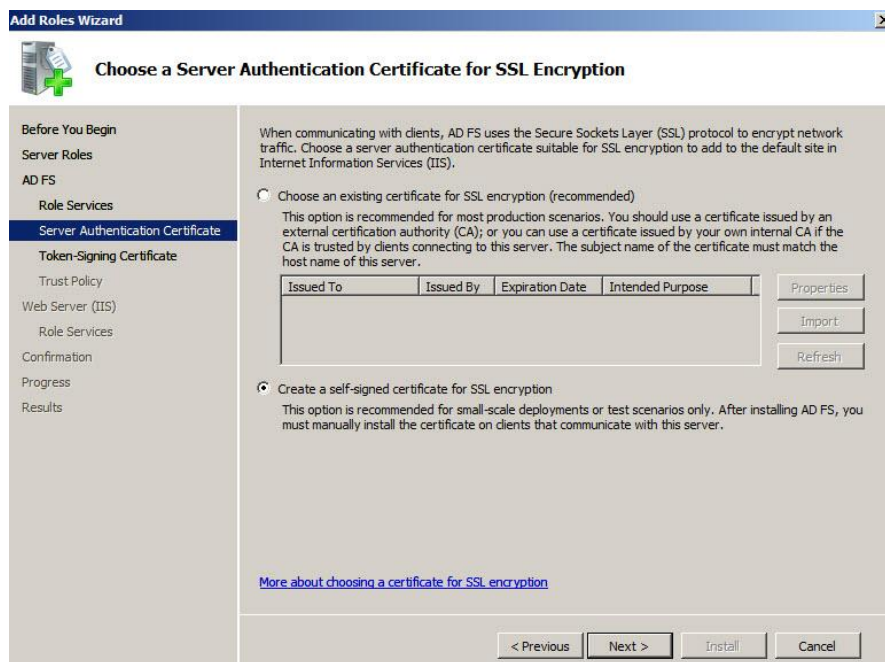 Add Roles Wizard
Choose a Server Authentication Certificate for SSL Encryption
Before You Begin
Server Roles
AD FS
Role Services
Server Authentication Certificate
Token-Signing Certificate
Trust Policy
Web Server (IIS)
Role Services
Confirmation
Progress
Results
When communicating with clients, AD FS uses the Secure Sockets Layer (SSL) protocol to encrypt network
traffic. Choose a server authentication certificate suitable for SSL encryption to add to the default site in
Internet Information Services (IIS).
Choose an existing certificate for SSL encryption (recommended)
This option is recommended for most production scenarios. You should use a certificate issued by an
external certification authority (CA); or you can use a certificate issued by your own internal CA if the
CA is trusted by clients connecting to this server. The subject name of the certificate must match the
host name of this server.
Issued To Issued By Expiration Date Intended Purpose
Properties
Import
Refresh
Create a self-signed certificate for SSL encryption
This option is recommended for small-scale deployments or test scenarios only. After installing AD FS, you
must manually install the certificate on clients that communicate with this server.
More about choosing a certificate for SSL encryption
< Previous Next > Install Cancel